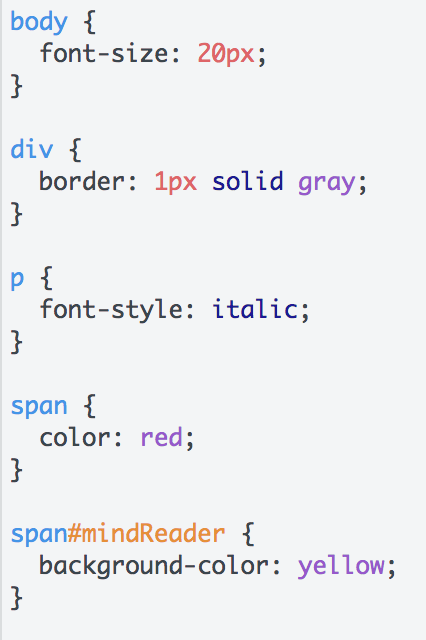 body {
  font-size: 20px;
}

div {
  border: 1px solid gray;
}

p {
  font-style: italic;
}

span {
  color: red;
}

span#mindReader {
  background-color: yellow;
}